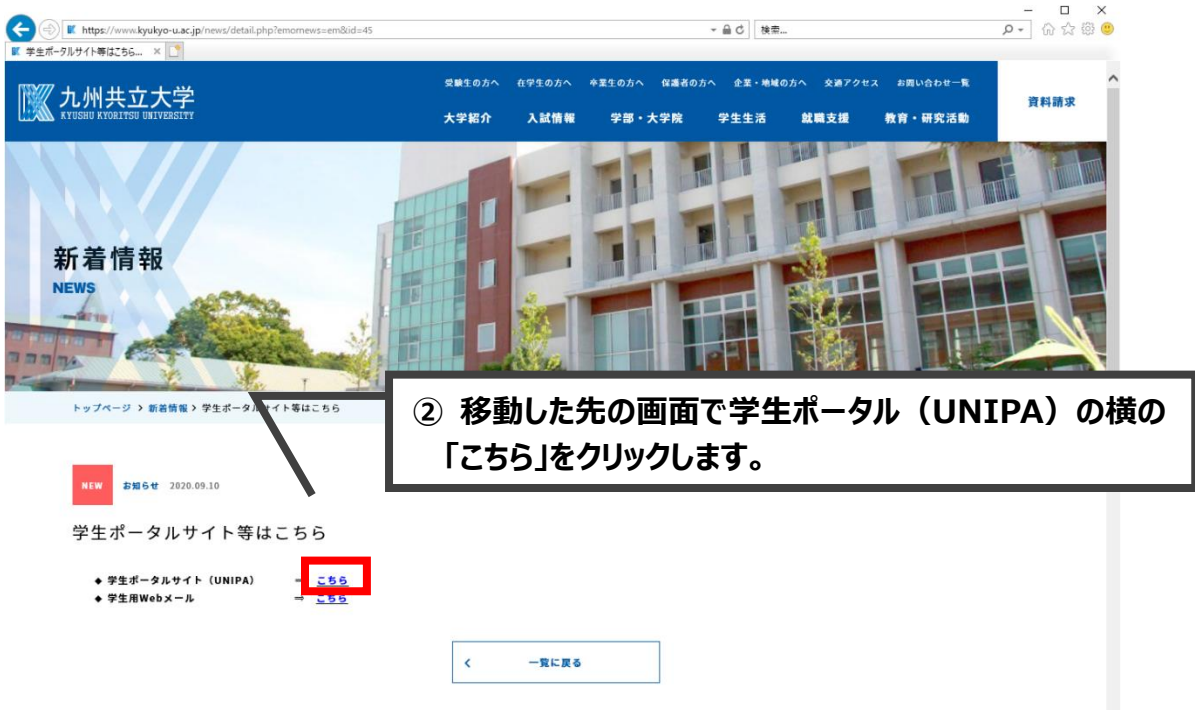 https://www.kyukyo-u.ac.jp/news/detail.php?emomews=em&id=45
検索...
学生ポータルサイト等はこちら...
九州共立大学
KYUSHU KYORITSU UNIVERSITY
受験生の方へ 在学生の方へ 卒業生の方へ 保護者の方へ 企業・地域の方へ 交通アクセス お問い合わせ一覧
大学紹介 入試情報 学部・大学院 学生生活 就職支援 教育・研究活動
資料請求
新着情報
NEWS
トップページ > 新着情報 > 学生ポータルサイト等はこちら
② 移動した先の画面で学生ポータル（UNIPA）の横の
「こちら」をクリックします。
NEW お知らせ 2020.09.10
学生ポータルサイト等はこちら
◆ 学生ポータルサイト（UNIPA） ⇒ こちら
◆ 学生用Webメール ⇒ こちら
< 一覧に戻る